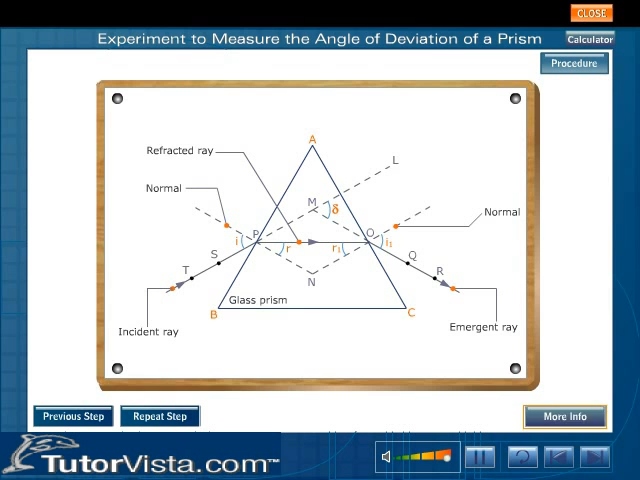 CLOSE
Experiment to Measure the Angle of Deviation of a Prism
Calculator
Procedure
A
Refracted ray
L
Normal
M
δ
Normal
P
O
i
r
r1
i1
S
Q
T
R
N
Glass prism
B
C
Incident ray
Emergent ray
Previous Step
Repeat Step
More Info
TutorVista.com™